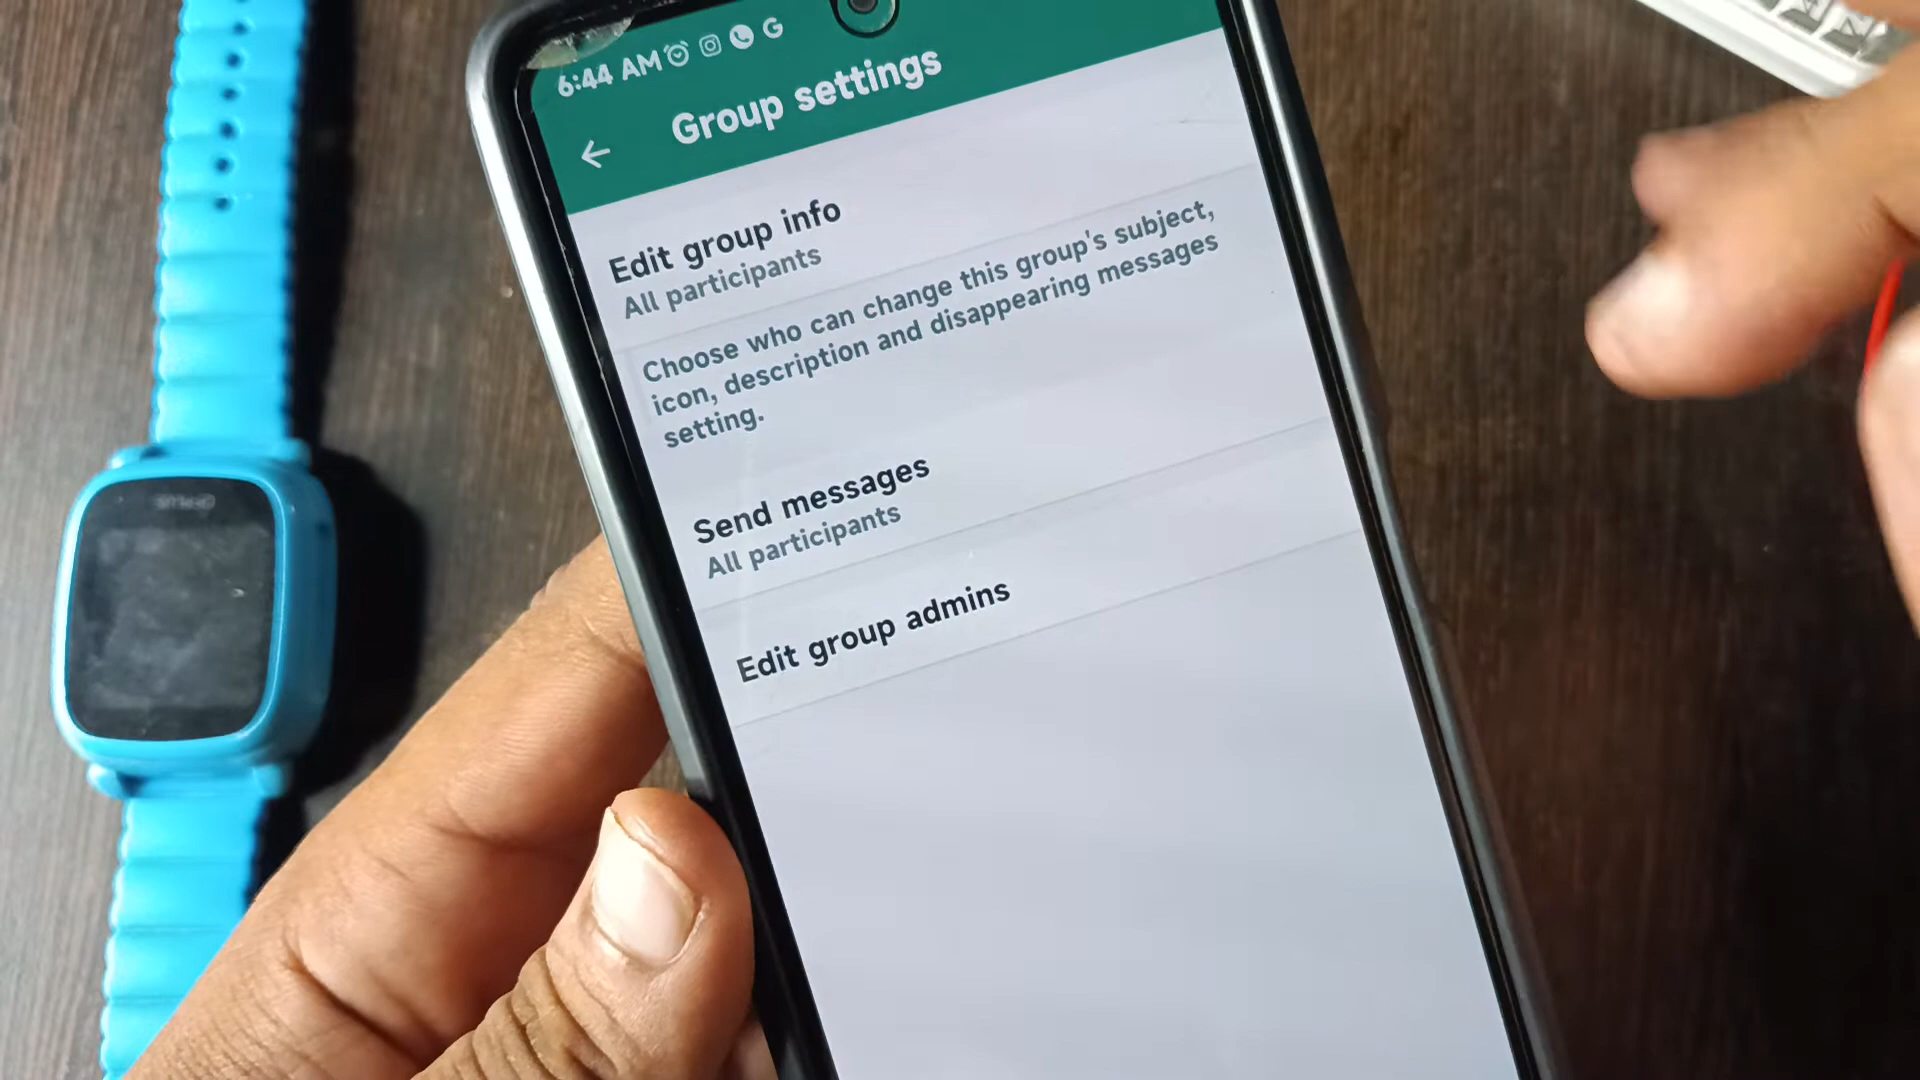 6:44 AM
Group settings
Edit group info
All participants
Choose who can change this group's subject,
icon, description and disappearing messages
setting.
Send messages
All participants
Edit group admins